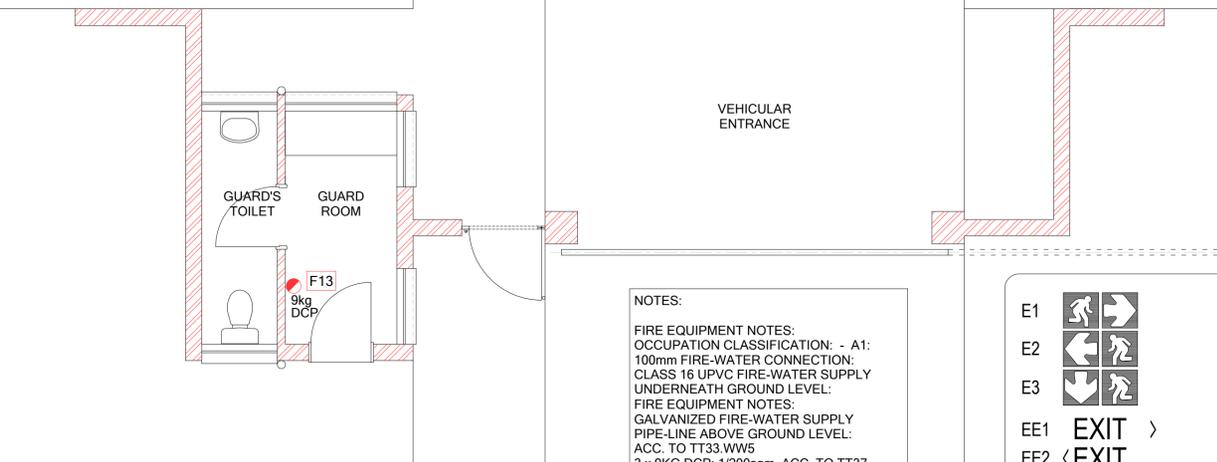 VEHICULAR
ENTRANCE
GUARD'S
TOILET
GUARD
ROOM
F13
9kg
DCP
NOTES:
FIRE EQUIPMENT NOTES:
OCCUPATION CLASSIFICATION: - A1:
100mm FIRE-WATER CONNECTION:
CLASS 16 UPVC FIRE-WATER SUPPLY
UNDERNEATH GROUND LEVEL:
FIRE EQUIPMENT NOTES:
GALVANIZED FIRE-WATER SUPPLY
PIPE-LINE ABOVE GROUND LEVEL:
ACC. TO TT33.WW5
E1
E2
E3
EE1 EXIT >
EE2 < EXIT